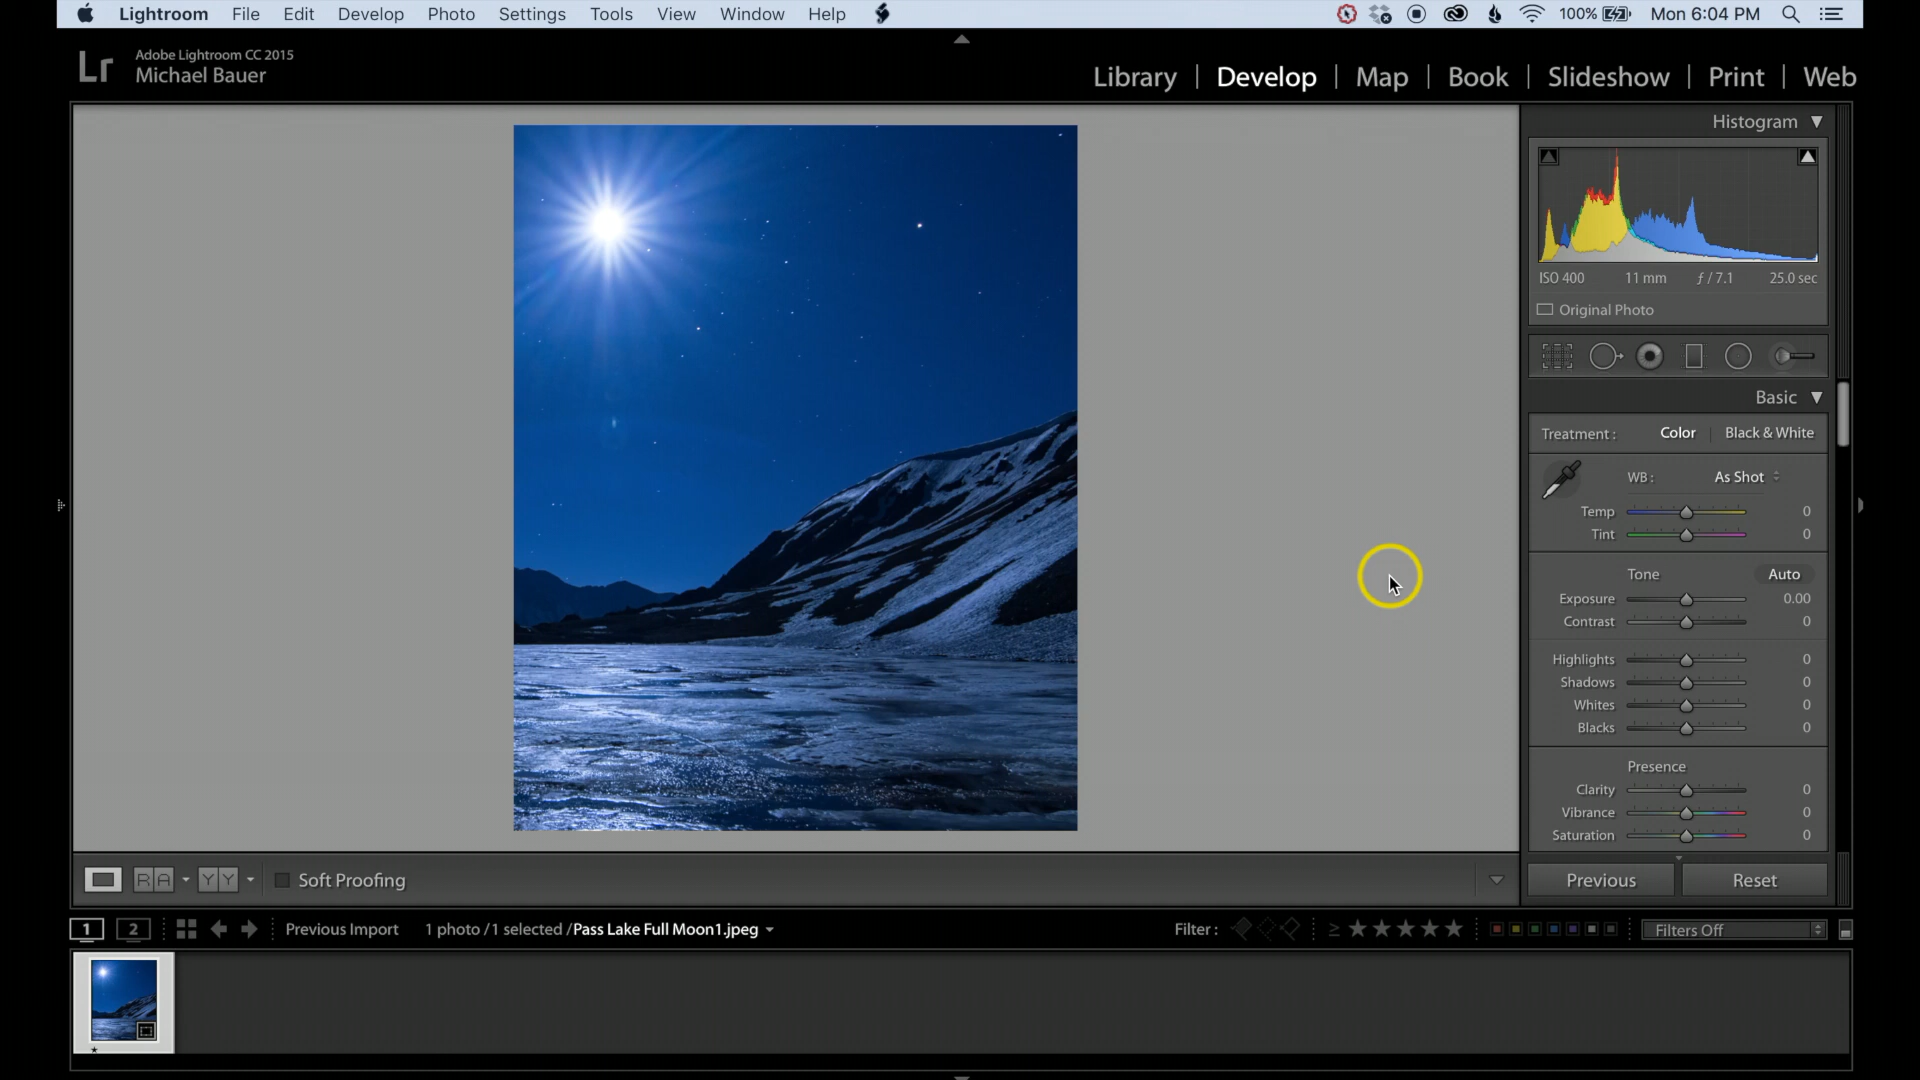 Lightroom File Edit Develop Photo Settings Tools View Window Help 100% Mon 6:04 PM
Lr Adobe Lightroom CC 2015
Michael Bauer
Library | Develop | Map | Book | Slideshow | Print | Web
Histogram
ISO 400 11 mm ƒ / 7.1 25.0 sec
Original Photo
Basic
Treatment : Color Black & White
WB : As Shot
Temp 0
Tint 0
Tone Auto
Exposure 0.00
Contrast 0
Highlights 0
Shadows 0
Whites 0
Blacks 0
Presence
Clarity 0
Vibrance 0
Saturation 0
R A Y Y Soft Proofing
Previous Reset
1 2 Previous Import 1 photo / 1 selected / Pass Lake Full Moon1.jpeg Filter : ≥ ★★★★★ Filters Off